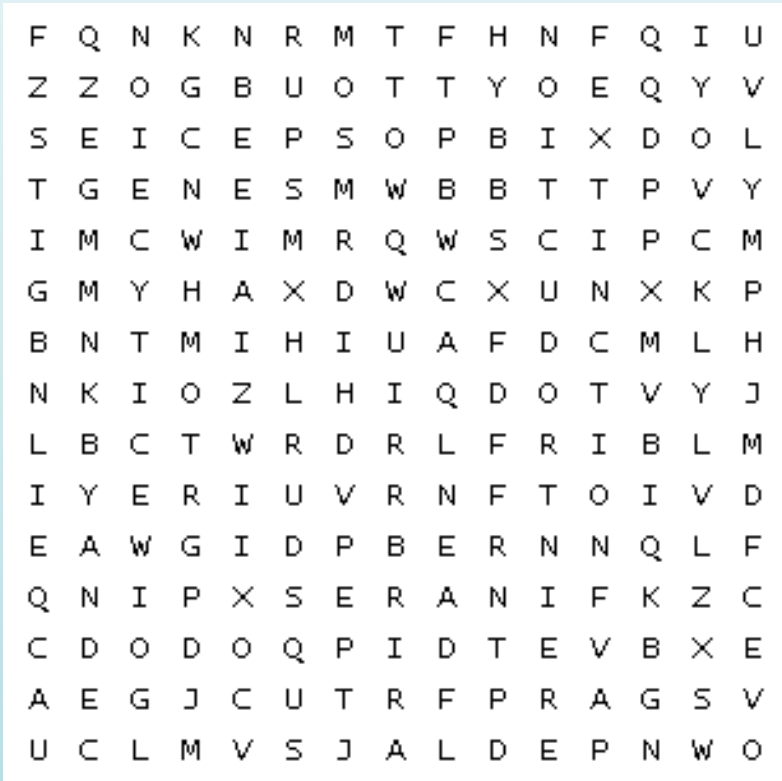 F Q N K N R M T F H N F Q I U
Z Z O G B U O T T Y O E Q Y V
S E I C E P S O P B I X D O L
T G E N E S M W B B T T P V Y
I M C W I M R Q W S C I P C M
G M Y H A X D W C X U N X K P
B N T M I H I U A F D C M L H
N K I O Z L H I Q D O T V Y J
L B C T W R D R L F R I B L M
I Y E R I U V R N F T O I V D
E A W G I D P B E R N N Q L F
Q N I P X S E R A N I F K Z C
C D O D O Q P I D T E V B X E
A E G J C U T R F P R A G S V
U C L M V S J A L D E P N W O